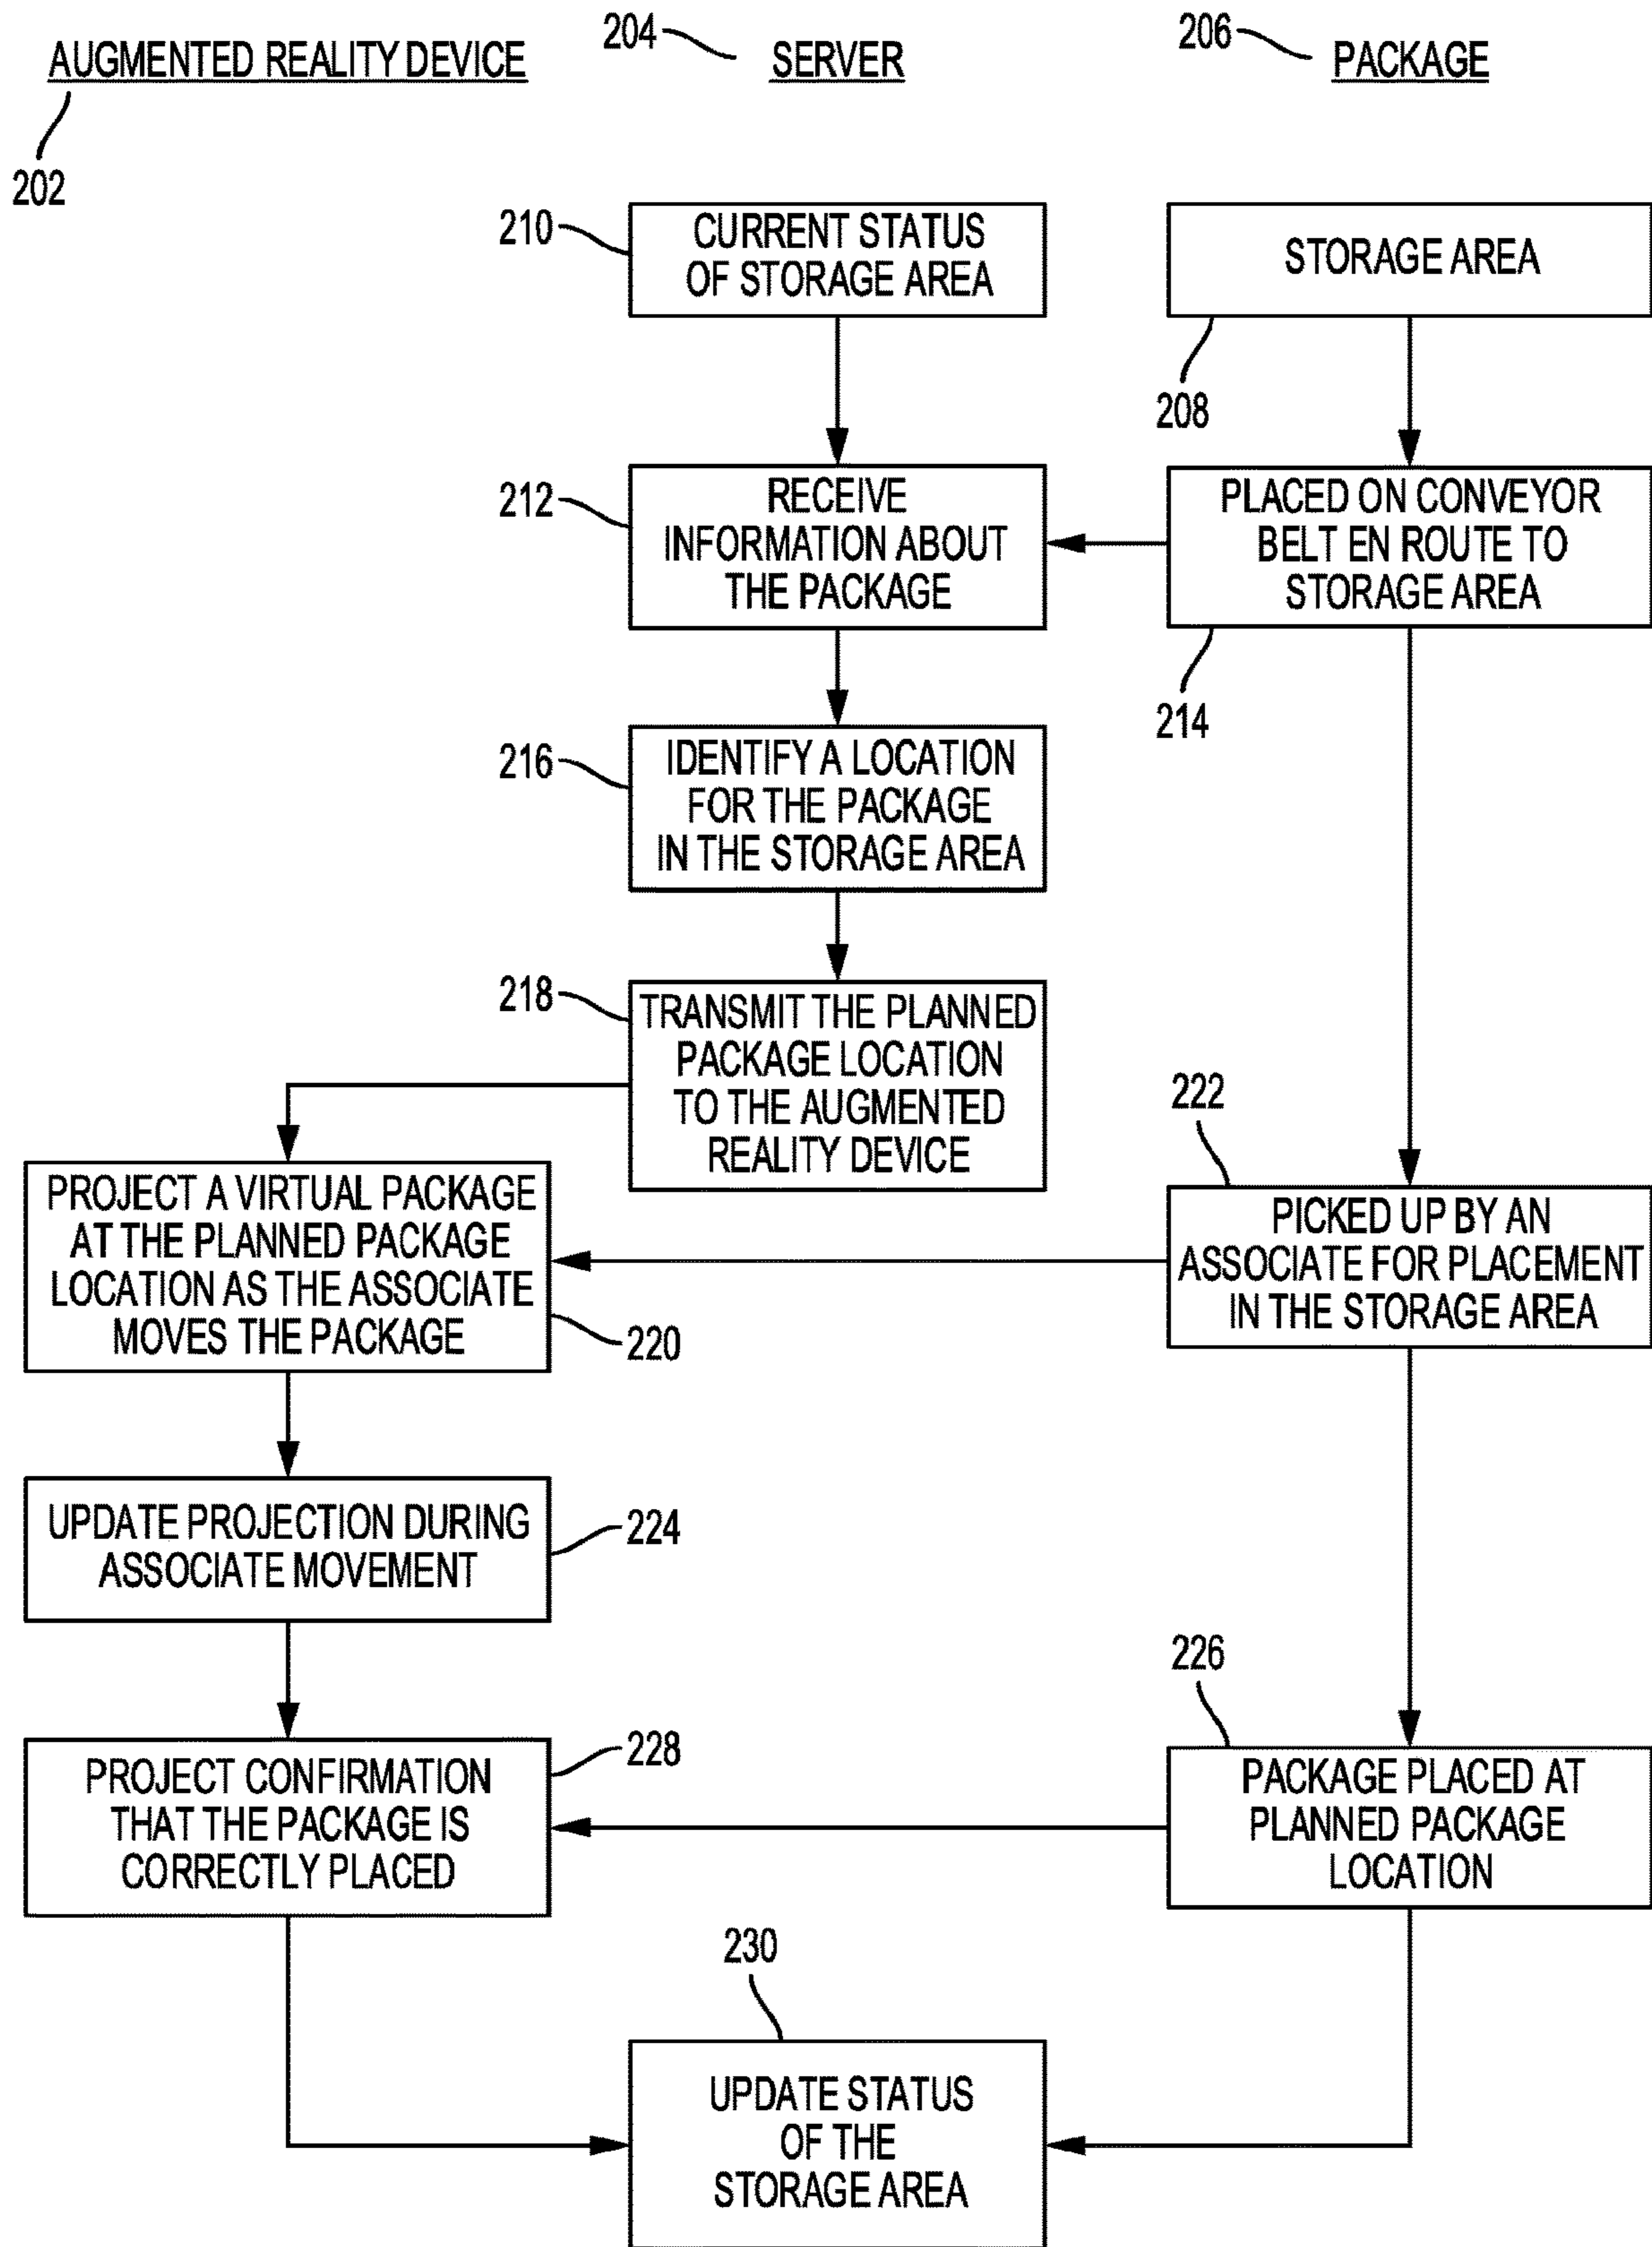 204
206
AUGMENTED REALITY DEVICE
SERVER
PACKAGE
202
210
CURRENT STATUS
OF STORAGE AREA
STORAGE AREA
208
212
RECEIVE
INFORMATION ABOUT
THE PACKAGE
PLACED ON CONVEYOR
BELT EN ROUTE TO
STORAGE AREA
214
216
IDENTIFY A LOCATION
FOR THE PACKAGE
IN THE STORAGE AREA
218
TRANSMIT THE PLANNED
PACKAGE LOCATION
TO THE AUGMENTED
REALITY DEVICE
222
PROJECT A VIRTUAL PACKAGE
AT THE PLANNED PACKAGE
LOCATION AS THE ASSOCIATE
MOVES THE PACKAGE
220
PICKED UP BY AN
ASSOCIATE FOR PLACEMENT
IN THE STORAGE AREA
UPDATE PROJECTION DURING
ASSOCIATE MOVEMENT
224
226
228
PROJECT CONFIRMATION
THAT THE PACKAGE IS
CORRECTLY PLACED
PACKAGE PLACED AT
PLANNED PACKAGE
LOCATION
230
UPDATE STATUS
OF THE
STORAGE AREA